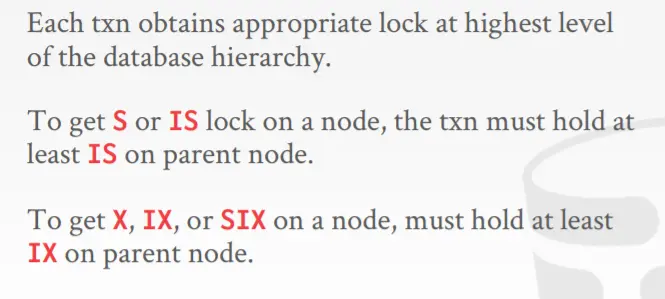 Each txn obtains appropriate lock at highest level
of the database hierarchy.
To get S or IS lock on a node, the txn must hold at
least IS on parent node.
To get X, IX, or SIX on a node, must hold at least
IX on parent node.